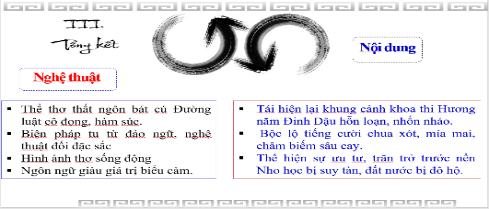 III.
Tổng kết
Nội dung
Nghệ thuật
▪ Thể thơ thất ngôn bát cú Đường
luật cô đọng, hàm súc.
▪ Biện pháp tu từ đảo ngữ, nghệ
thuật đối đặc sắc
▪ Hình ảnh thơ sống động
▪ Ngôn ngữ giàu giá trị biểu cảm.
▪ Tái hiện lại khung cảnh khoa thi Hương
năm Đinh Dậu hỗn loạn, nhốn nháo.
▪ Bộc lộ tiếng cười chua xót, mỉa mai,
châm biếm sâu cay.
▪ Thể hiện sự ưu tư, trăn trở trước nền
Nho học bị suy tàn, đất nước bị đô hộ.